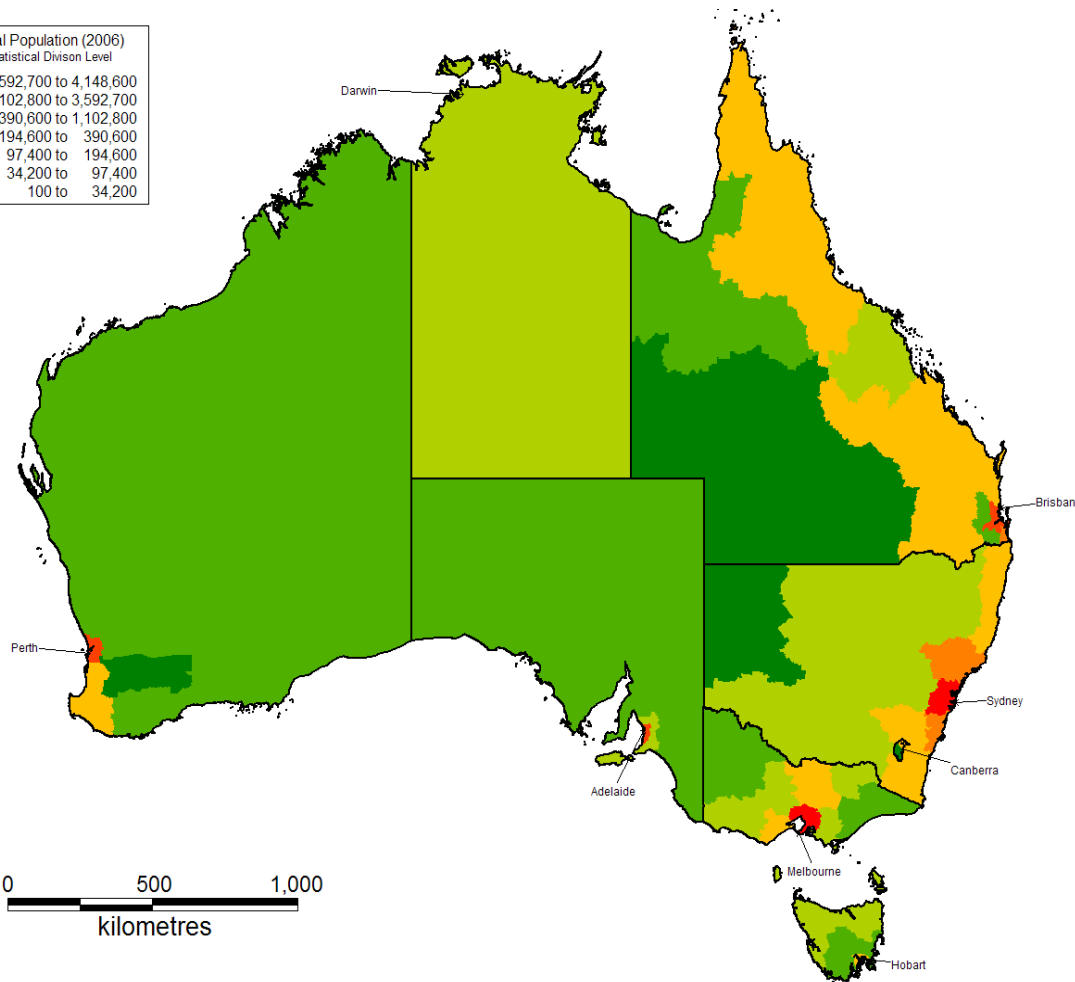 al Population (2006)
atistical Divison Level
592,700 to 4,148,600
102,800 to 3,592,700
390,600 to 1,102,800
194,600 to 390,600
97,400 to 194,600
34,200 to 97,400
100 to 34,200
Darwin
Brisban
Perth
Sydney
Canberra
Adelaide
Melbourne
0 500 1,000
kilometres
Hobart